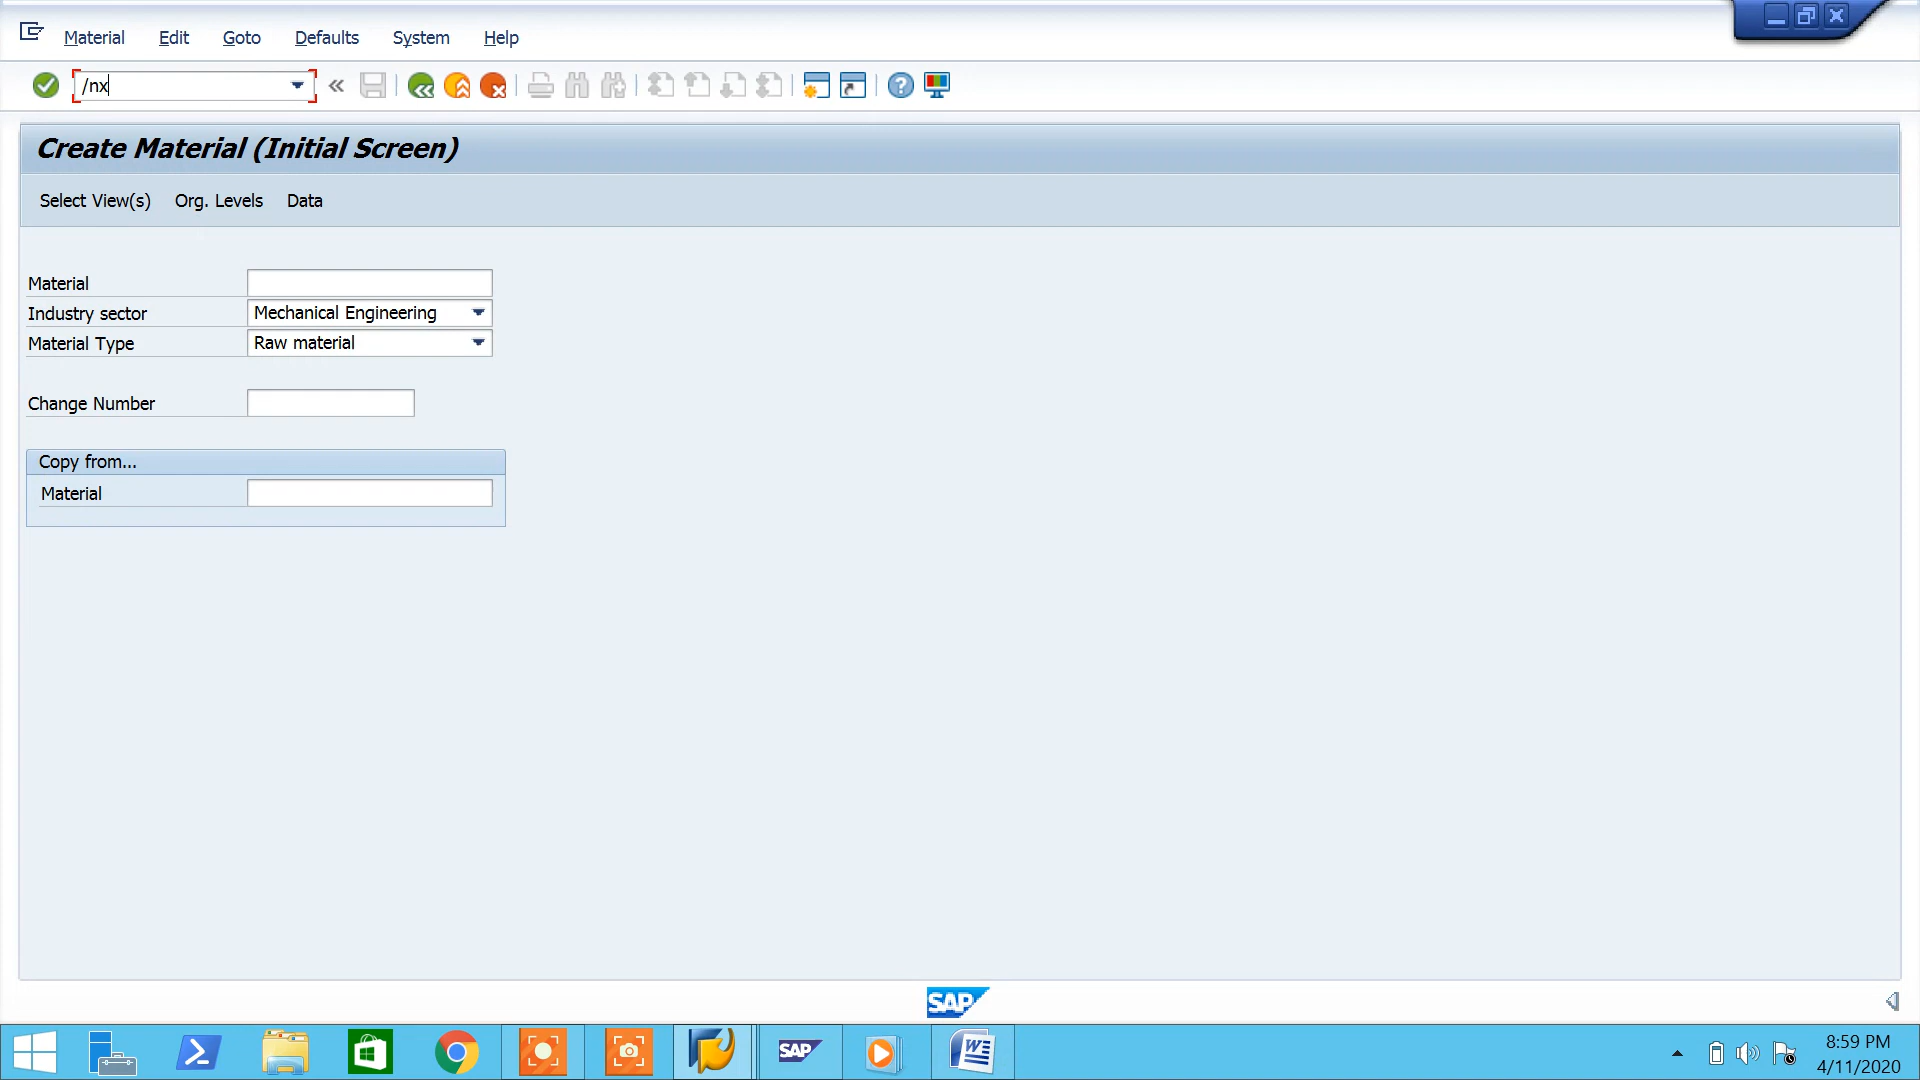 Material Edit Goto Defaults System Help
/nx
Create Material (Initial Screen)
Select View(s) Org. Levels Data
Material
Industry sector Mechanical Engineering
Material Type Raw material
Change Number
Copy from...
Material
SAP
SAP
8:59 PM
4/11/2020